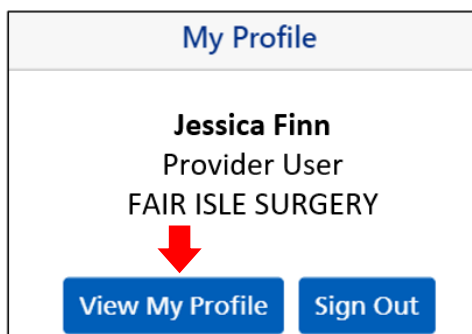 My Profile
Jessica Finn
Provider User
FAIR ISLE SURGERY
View My Profile Sign Out